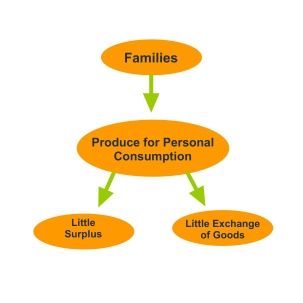 Families
Produce for Personal
Consumption
Little
Surplus
Little Exchange
of Goods